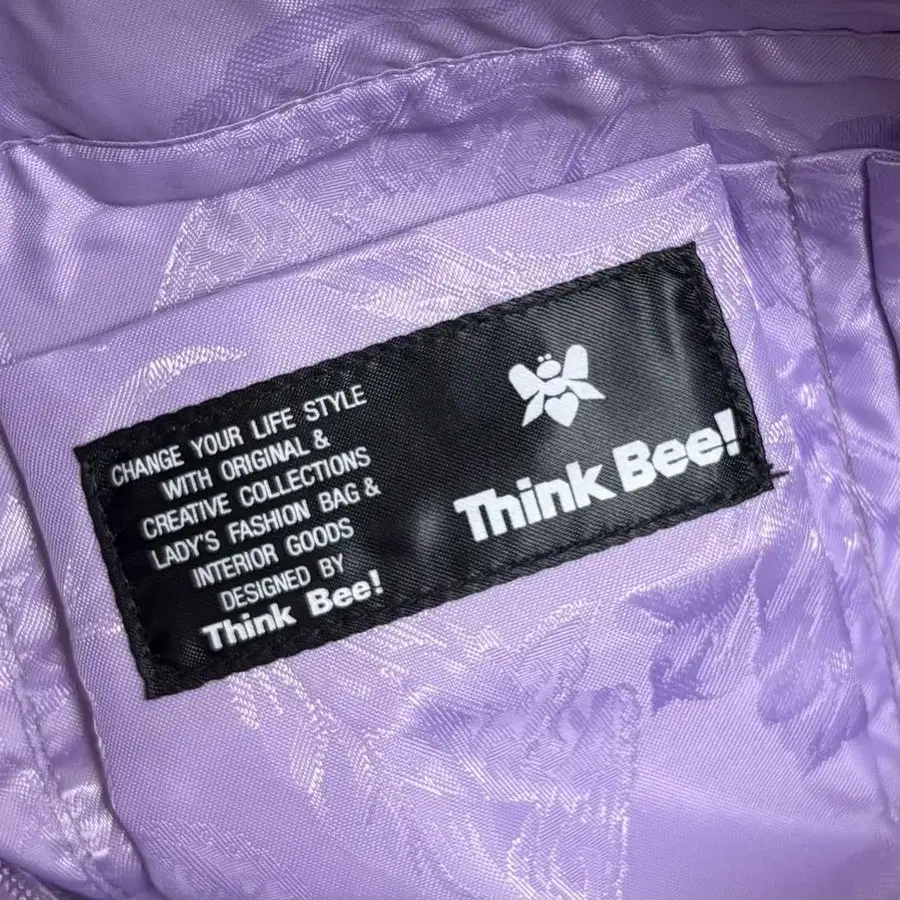 CHANGE YOUR LIFE STYLE
WITH ORIGINAL &
CREATIVE COLLECTIONS
LADY'S FASHION BAG &
INTERIOR GOODS
DESIGNED BY
Think Bee!
Think Bee!